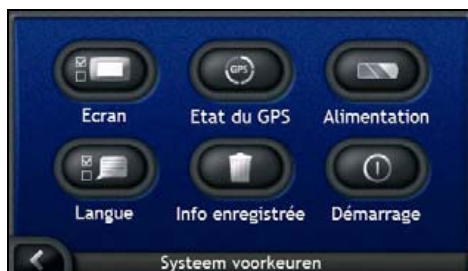 GPS
Ecran Etat du GPS Alimentation
Langue Info enregistrée Démarrage
Systeem voorkeuren